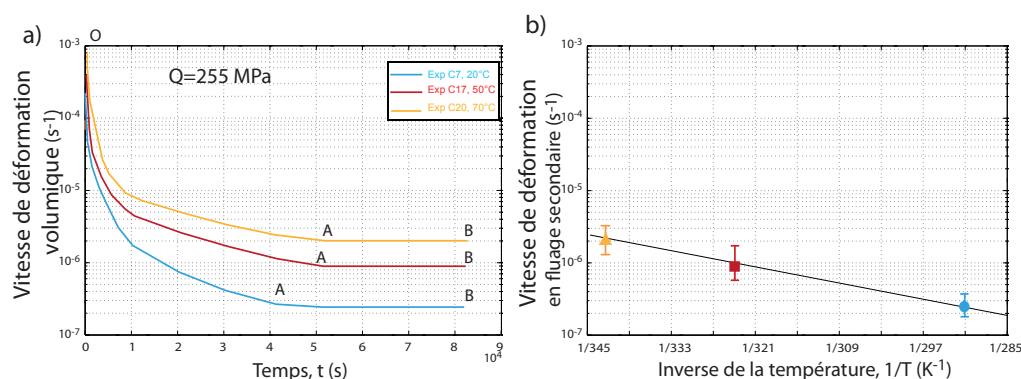 a)
O
Q=255 MPa
Exp C7, 20°C
Exp C17, 50°C
Exp C20, 70°C
Vitesse de déformation
volumique (s-1)
10-3
10-4
10-5
10-6
10-7
A
B
A
B
A
B
0
1
2
3
4
5
6
7
8
9
10
10 4
Temps, t (s)
b)
Vitesse de déformation
en fluage secondaire (s-1)
10-3
10-4
10-5
10-6
10-7
1/345
1/333
1/321
1/309
1/297
1/285
Inverse de la température, 1/T (K-1)